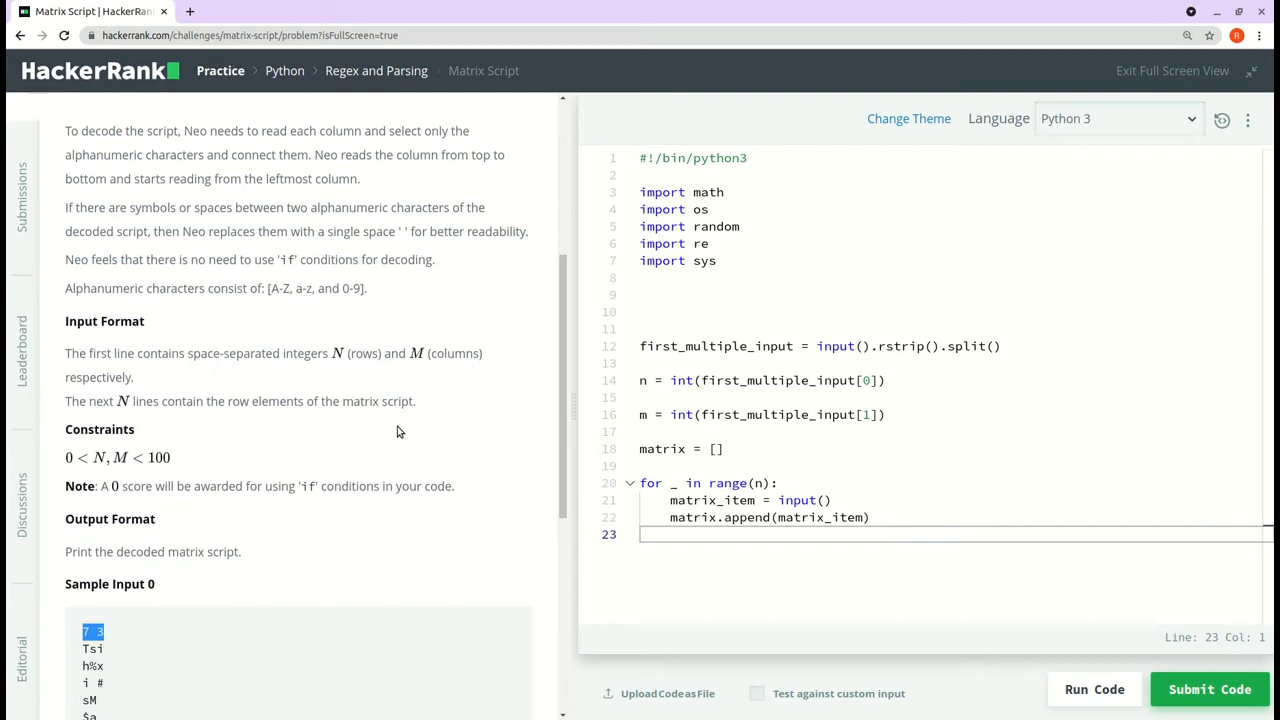 Matrix Script | HackerRank
hackerrank.com/challenges/matrix-script/problem?isFullScreen=true
R
HackerRank
Practice > Python > Regex and Parsing > Matrix Script
Exit Full Screen View
Submissions
Leaderboard
Discussions
Editorial
To decode the script, Neo needs to read each column and select only the
alphanumeric characters and connect them. Neo reads the column from top to
bottom and starts reading from the leftmost column.
If there are symbols or spaces between two alphanumeric characters of the
decoded script, then Neo replaces them with a single space ' ' for better readability.
Neo feels that there is no need to use 'if' conditions for decoding.
Alphanumeric characters consist of: [A-Z, a-z, and 0-9].
Input Format
The first line contains space-separated integers N (rows) and M (columns)
respectively.
The next N lines contain the row elements of the matrix script.
Constraints
0 < N, M < 100
Note: A 0 score will be awarded for using 'if' conditions in your code.
Output Format
Print the decoded matrix script.
Sample Input 0
7 3
Tsi
h%x
i #
sM
$a
Change Theme Language Python 3
1 #!/bin/python3
2
3 import math
4 import os
5 import random
6 import re
7 import sys
8
9
10
11
12 first_multiple_input = input().rstrip().split()
13
14 n = int(first_multiple_input[0])
15
16 m = int(first_multiple_input[1])
17
18 matrix = []
19
20 for _ in range(n):
21 matrix_item = input()
22 matrix.append(matrix_item)
23
Line: 23 Col: 1
Upload Code as File Test against custom input Run Code Submit Code